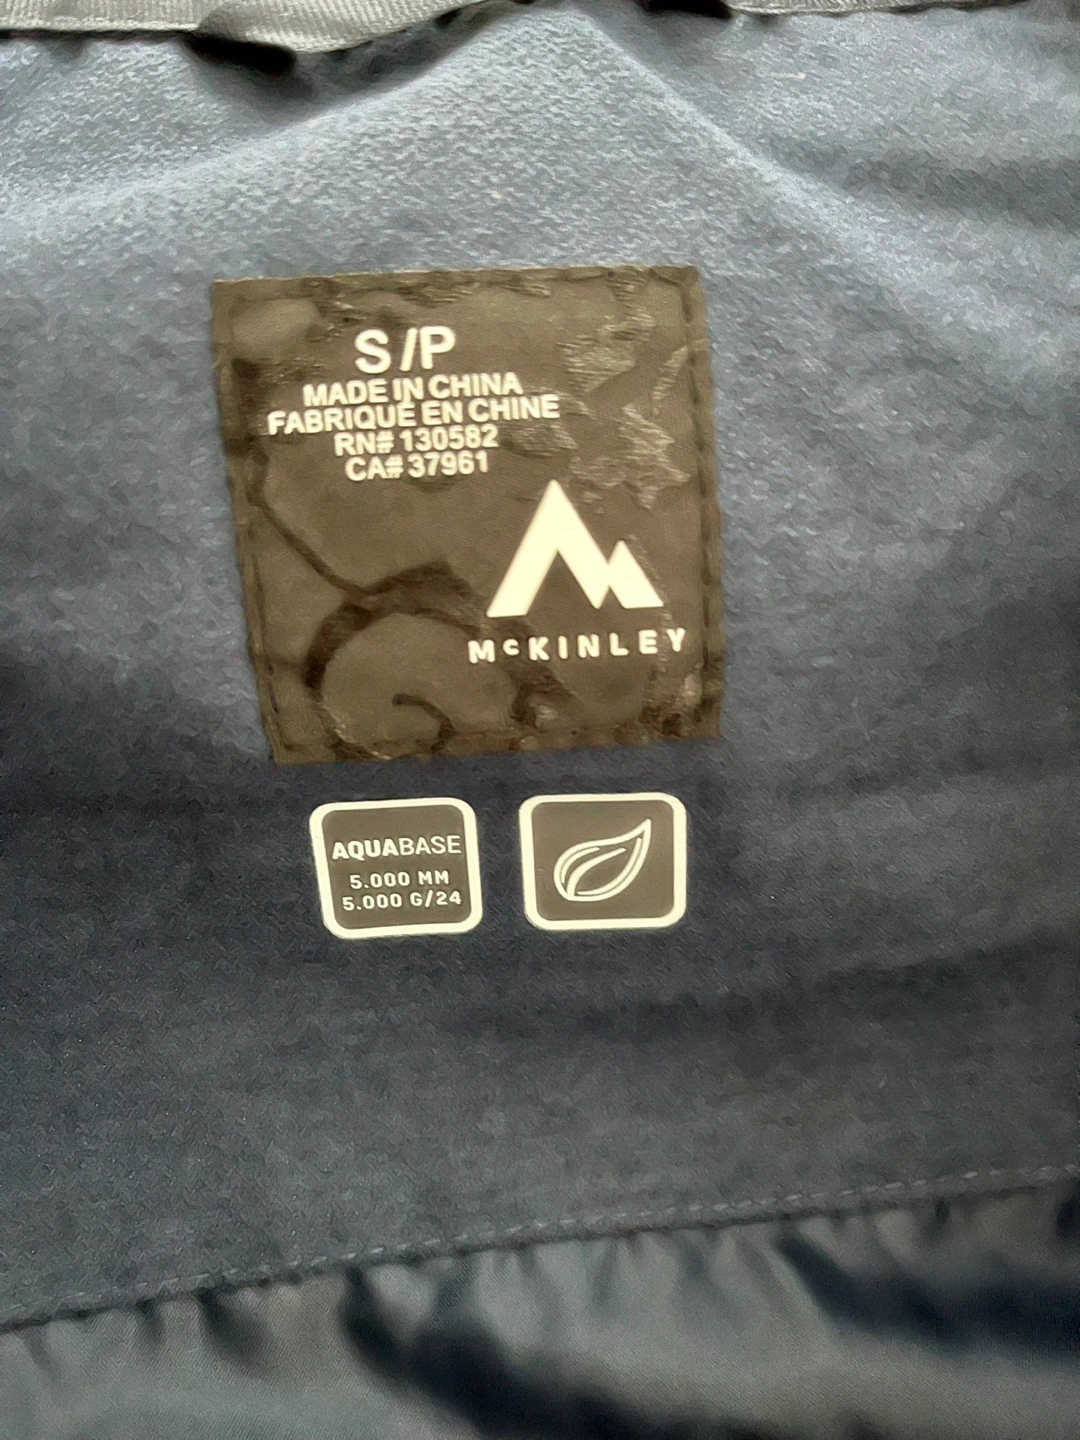 S/P
MADE IN CHINA
FABRIQUÉ EN CHINE
RN# 130582
CA# 37961
McKINLEY
AQUABASE
5.000 MM
5.000 G/24